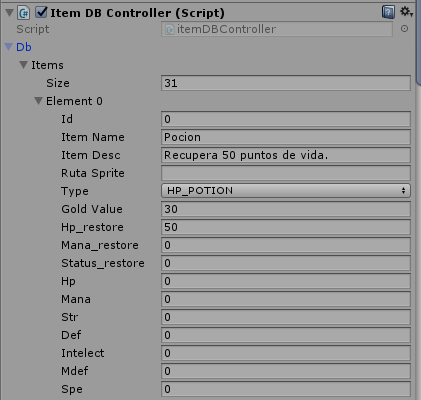 Item DB Controller (Script)
Script itemDBController
Db
Items
Size 31
Element 0
Id 0
Item Name Pocion
Item Desc Recupera 50 puntos de vida.
Ruta Sprite
Type HP_POTION
Gold Value 30
Hp_restore 50
Mana_restore 0
Status_restore 0
Hp 0
Mana 0
Str 0
Def 0
Intelect 0
Mdef 0
Spe 0